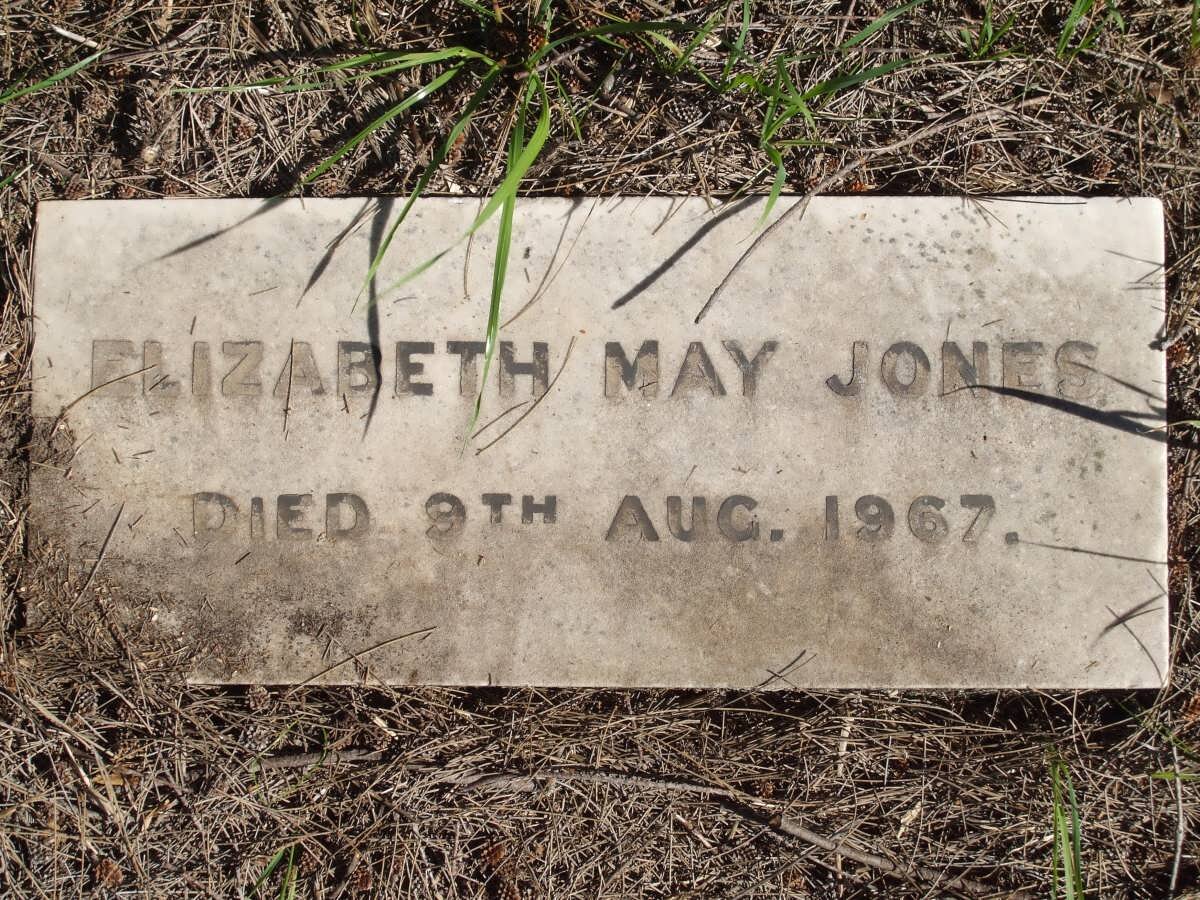 ELIZABETH MAY JONES
DIED 9TH AUG. 1967.